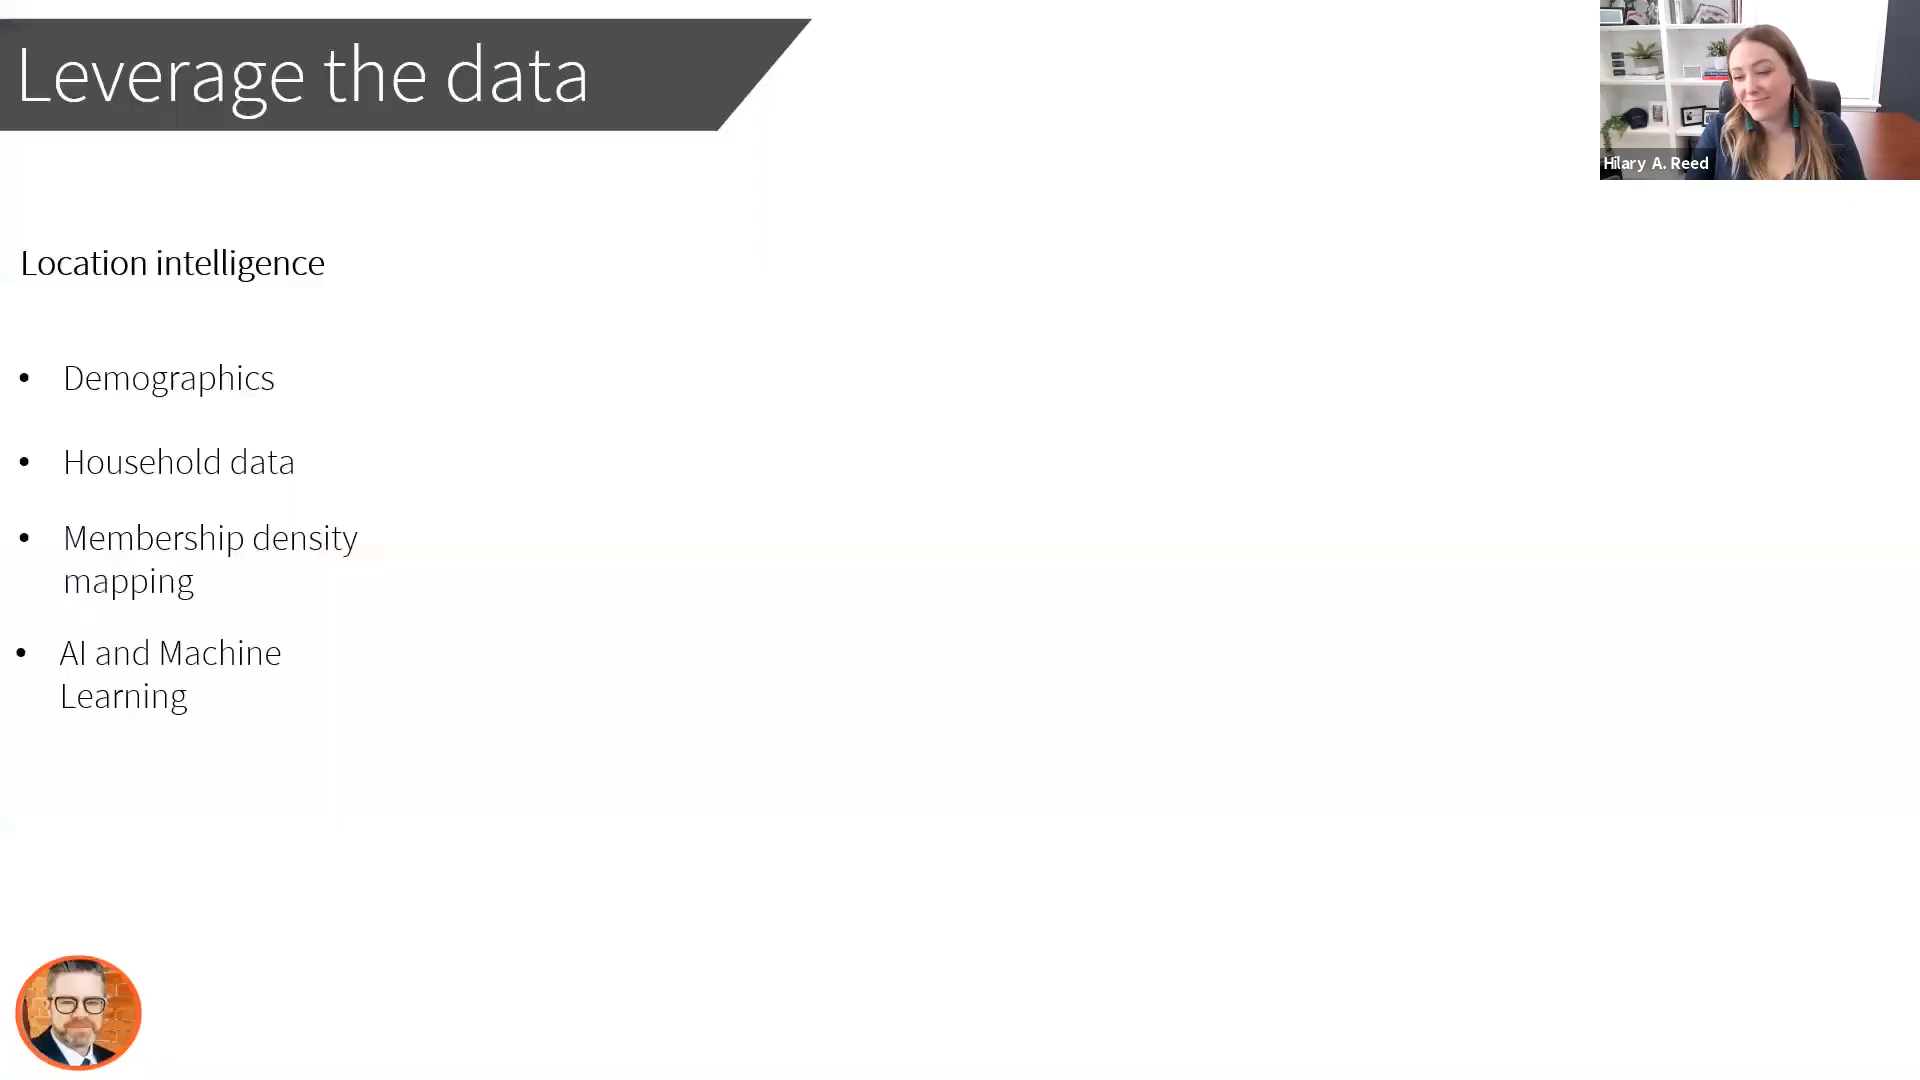 Leverage the data
Hilary A. Reed
Location intelligence
• Demographics
• Household data
• Membership density
mapping
• AI and Machine
Learning